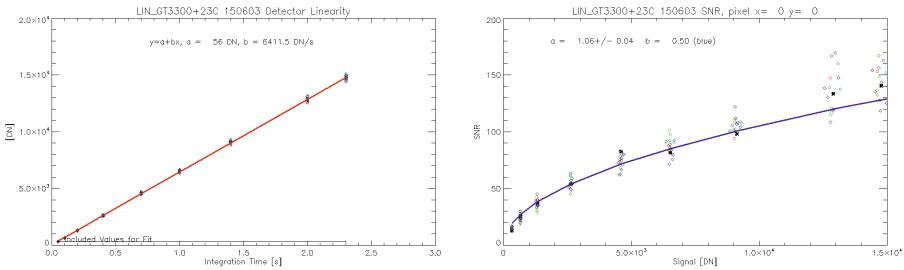 LIN_GT3300+23C 150603 Detector Linearity
y=a+bx, a = 56 DN, b = 6411.5 DN/s
2.0×10⁴
1.5×10⁴
1.0×10⁴
5.0×10³
0
[DN]
Included Values for Fit
0.0 0.5 1.0 1.5 2.0 2.5 3.0
Integration Time [s]
LIN_GT3300+23C 150603 SNR, pixel x= 0 y= 0
a = 1.06+/- 0.04 b = 0.50 (blue)
200
150
100
50
0
SNR
5.0×10³ 1.0×10⁴ 1.5×10⁴
Signal [DN]